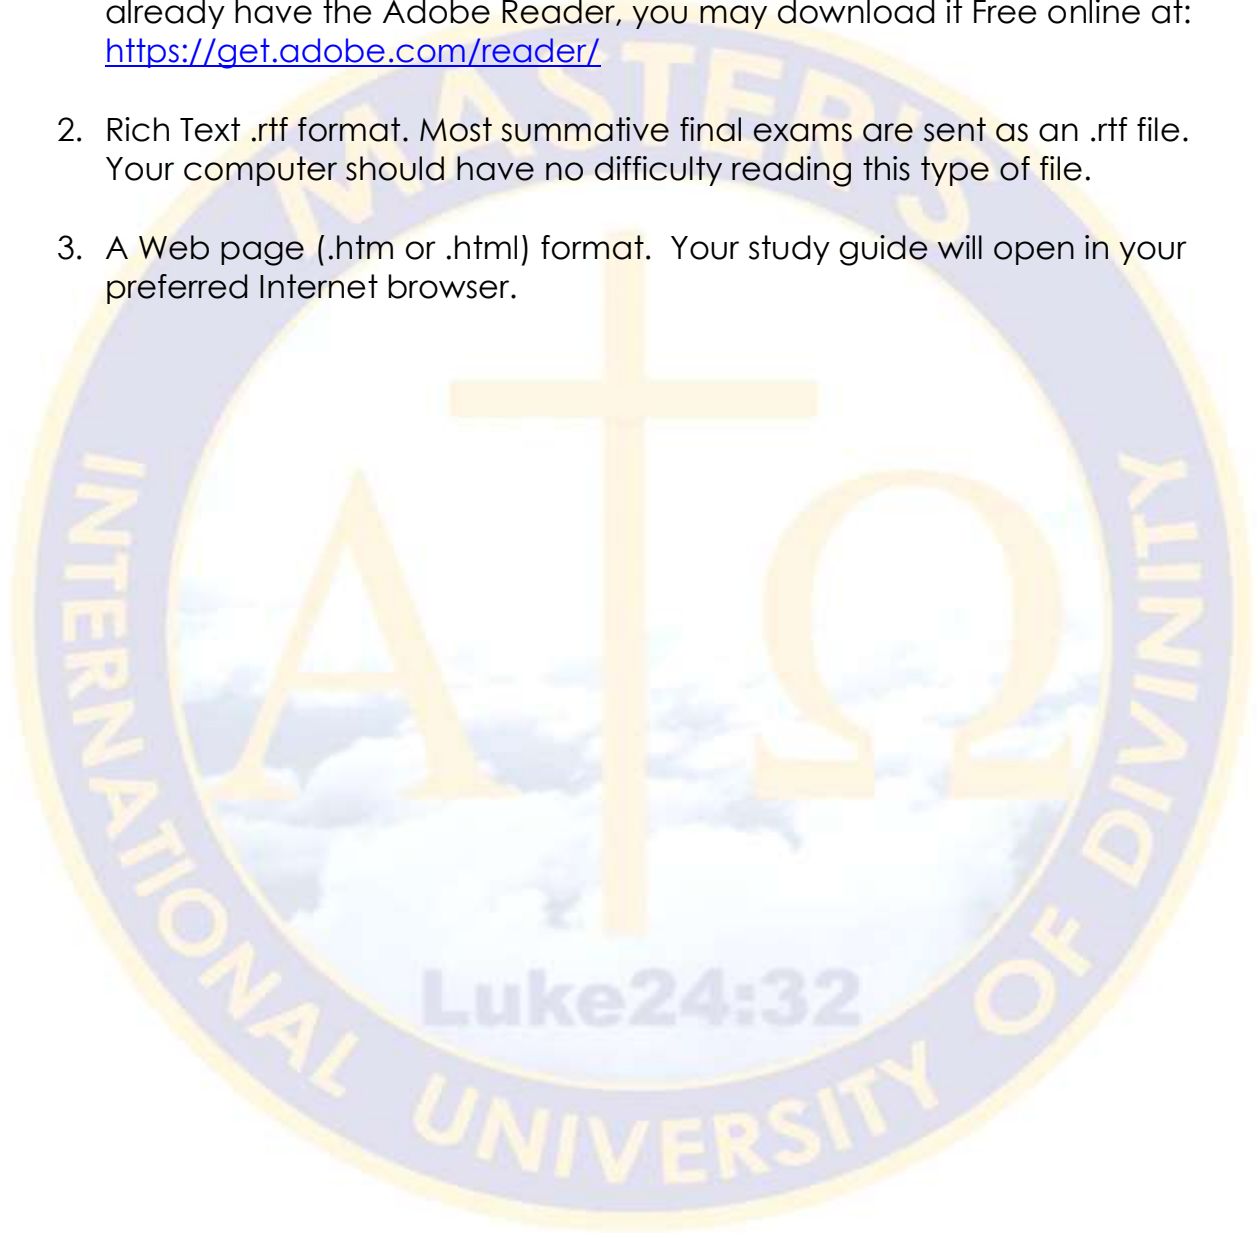 already have the Adobe Reader, you may download it Free online at:
https://get.adobe.com/reader/
2. Rich Text .rtf format. Most summative final exams are sent as an .rtf file.
Your computer should have no difficulty reading this type of file.
3. A Web page (.htm or .html) format.  Your study guide will open in your
preferred Internet browser.
MASTER'S
INTERNATIONAL UNIVERSITY OF DIVINITY
Α Ω
Luke24:32